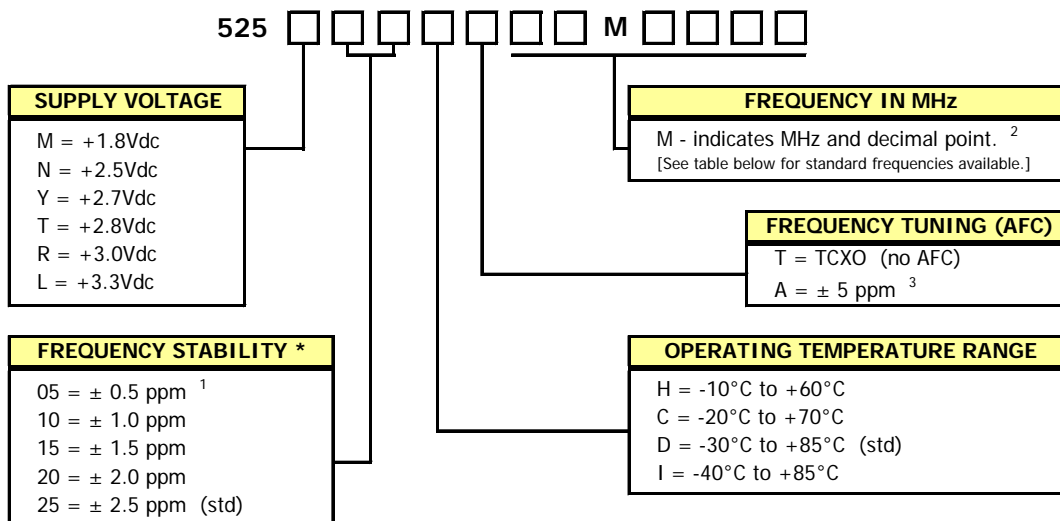 525 M
SUPPLY VOLTAGE
M = +1.8Vdc
N = +2.5Vdc
Y = +2.7Vdc
T = +2.8Vdc
R = +3.0Vdc
L = +3.3Vdc
FREQUENCY IN MHz
M - indicates MHz and decimal point. 2
[See table below for standard frequencies available.]
FREQUENCY TUNING (AFC)
T = TCXO (no AFC)
A = ± 5 ppm 3
FREQUENCY STABILITY *
05 = ± 0.5 ppm 1
10 = ± 1.0 ppm
15 = ± 1.5 ppm
20 = ± 2.0 ppm
25 = ± 2.5 ppm (std)
OPERATING TEMPERATURE RANGE
H = -10°C to +60°C
C = -20°C to +70°C
D = -30°C to +85°C (std)
I = -40°C to +85°C